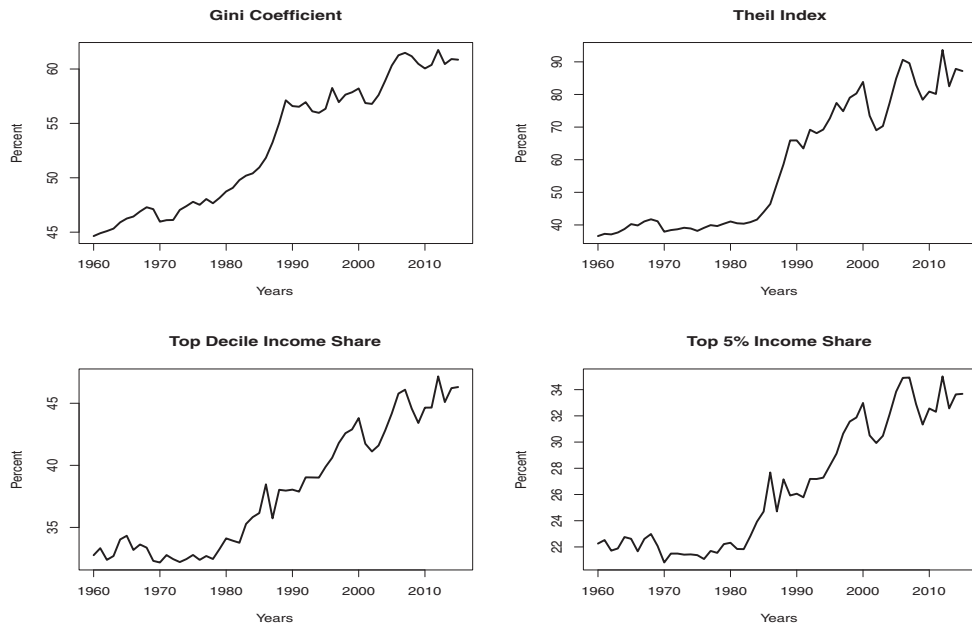 Gini Coefficient
Percent
60
55
50
45
1960 1970 1980 1990 2000 2010
Years
Theil Index
Percent
90
80
70
60
50
40
1960 1970 1980 1990 2000 2010
Years
Top Decile Income Share
Percent
45
40
35
1960 1970 1980 1990 2000 2010
Years
Top 5% Income Share
Percent
34
32
30
28
26
24
22
1960 1970 1980 1990 2000 2010
Years